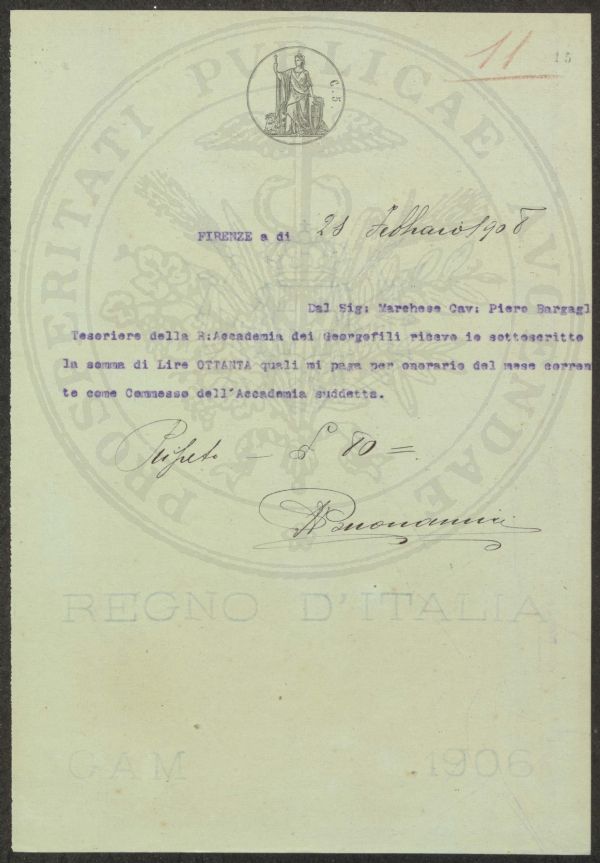 11 15
C. 5.
PROSPERITATI PUBLICAE AUGENDAE
FIRENZE a di 28 Febbraio 1908
Dal Sig: Marchese Cav: Piero Bargagl
Tesoriere della R:Accademia dei Georgofili ricevo io sottoscritto
la somma di Lire OTTANTA quali mi paga per onorario del mese corren
te come Commesso dell'Accademia suddetta.
£ 80 =
Buonamici
REGNO D'ITALIA
GAM 1906